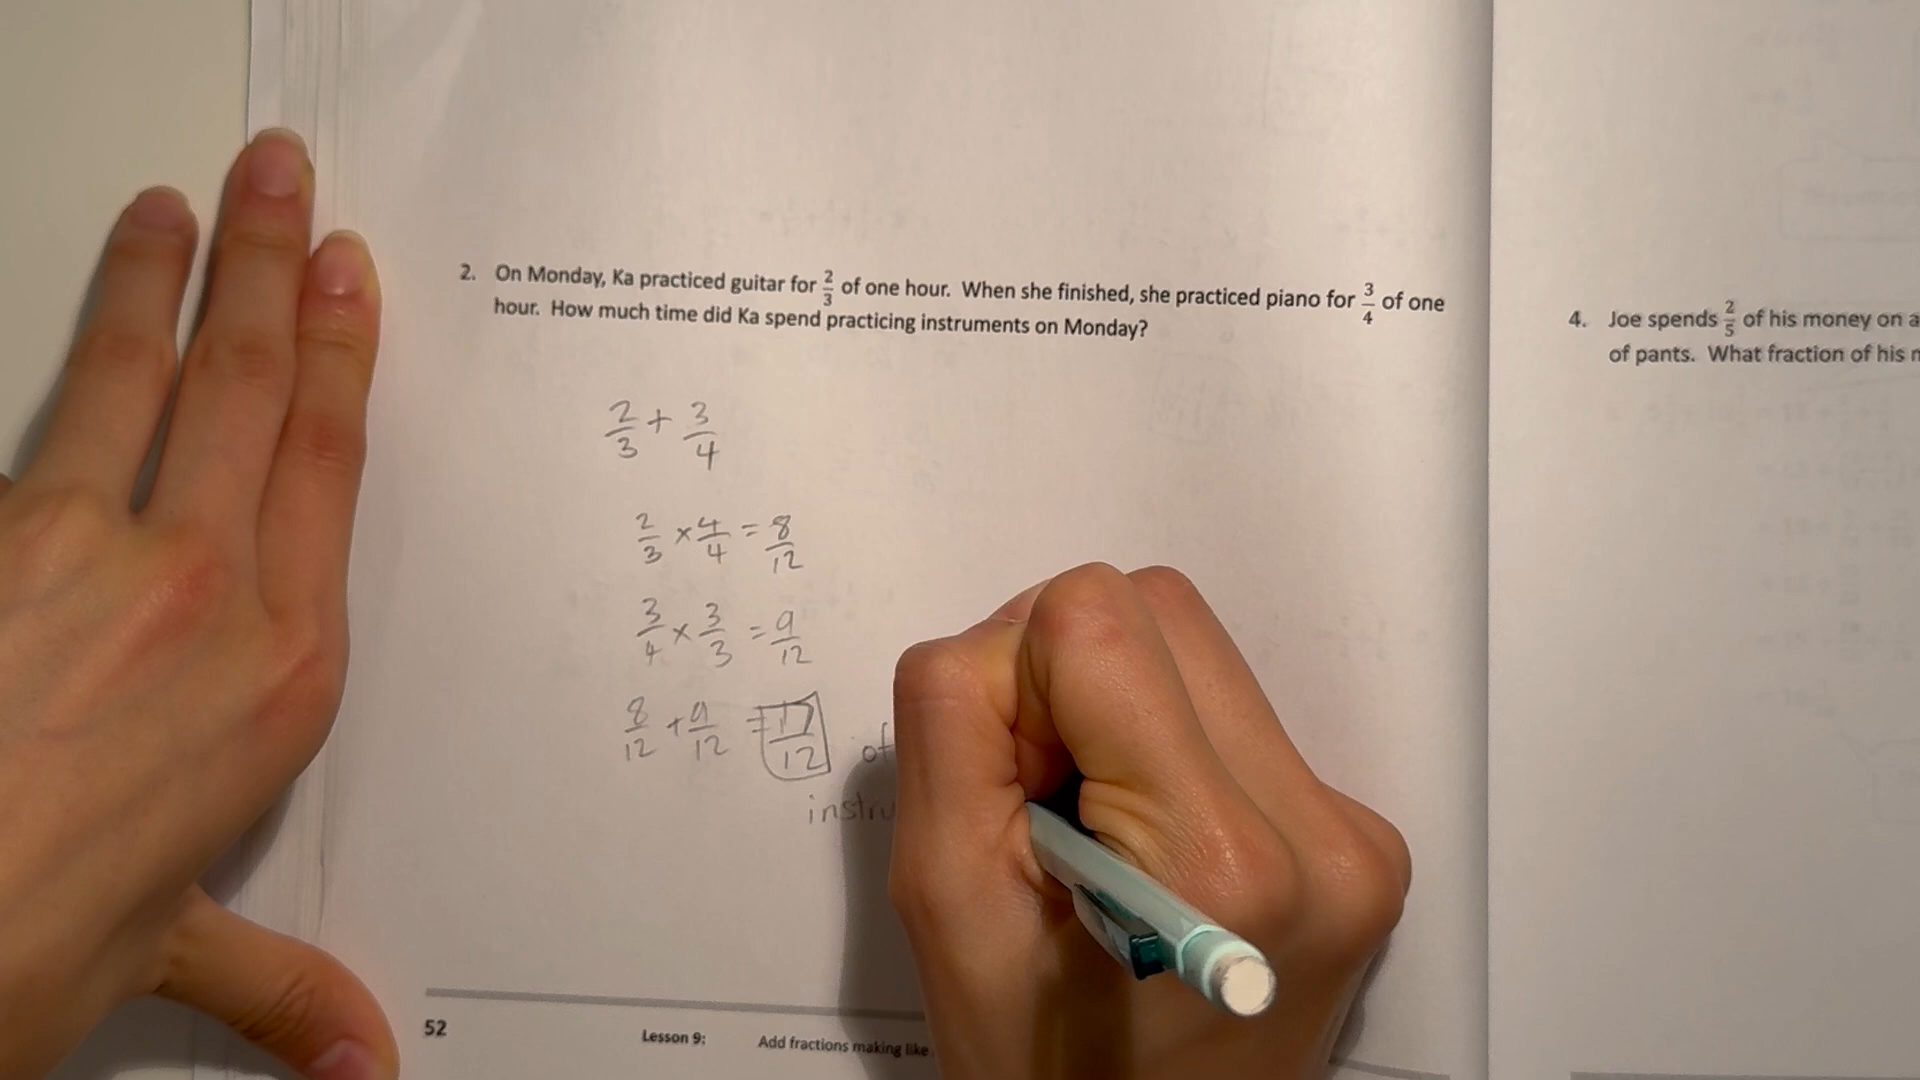 2. On Monday, Ka practiced guitar for 2/3 of one hour. When she finished, she practiced piano for 3/4 of one
hour. How much time did Ka spend practicing instruments on Monday?
2/3 + 3/4
2/3 × 4/4 = 8/12
3/4 × 3/3 = 9/12
8/12 + 9/12 = 17/12 of
instru
52 Lesson 9: Add fractions making like
4. Joe spends 2/5 of his money on a
of pants. What fraction of his